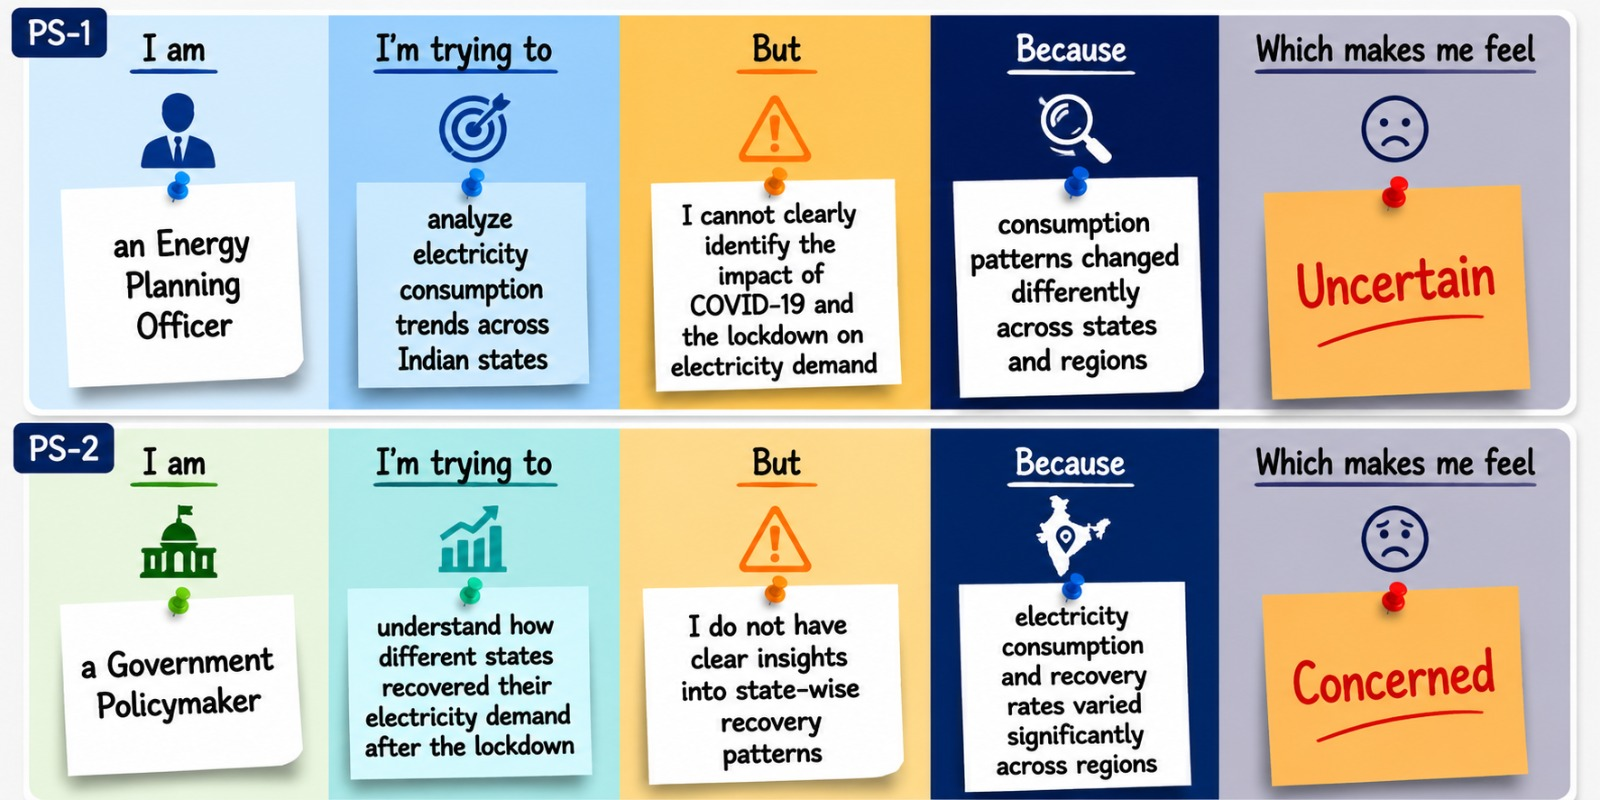 PS-1
I am
I'm trying to
But
Because
Which makes me feel
an Energy
Planning
Officer
analyze
electricity
consumption
trends across
Indian states
I cannot clearly
identify the
impact of
COVID-19 and
the lockdown on
electricity demand
consumption
patterns changed
differently
across states
and regions
Uncertain
PS-2
I am
I'm trying to
But
Because
Which makes me feel
a Government
Policymaker
understand how
different states
recovered their
electricity demand
after the lockdown
I do not have
clear insights
into state-wise
recovery
patterns
electricity
consumption
and recovery
rates varied
significantly
across regions
Concerned